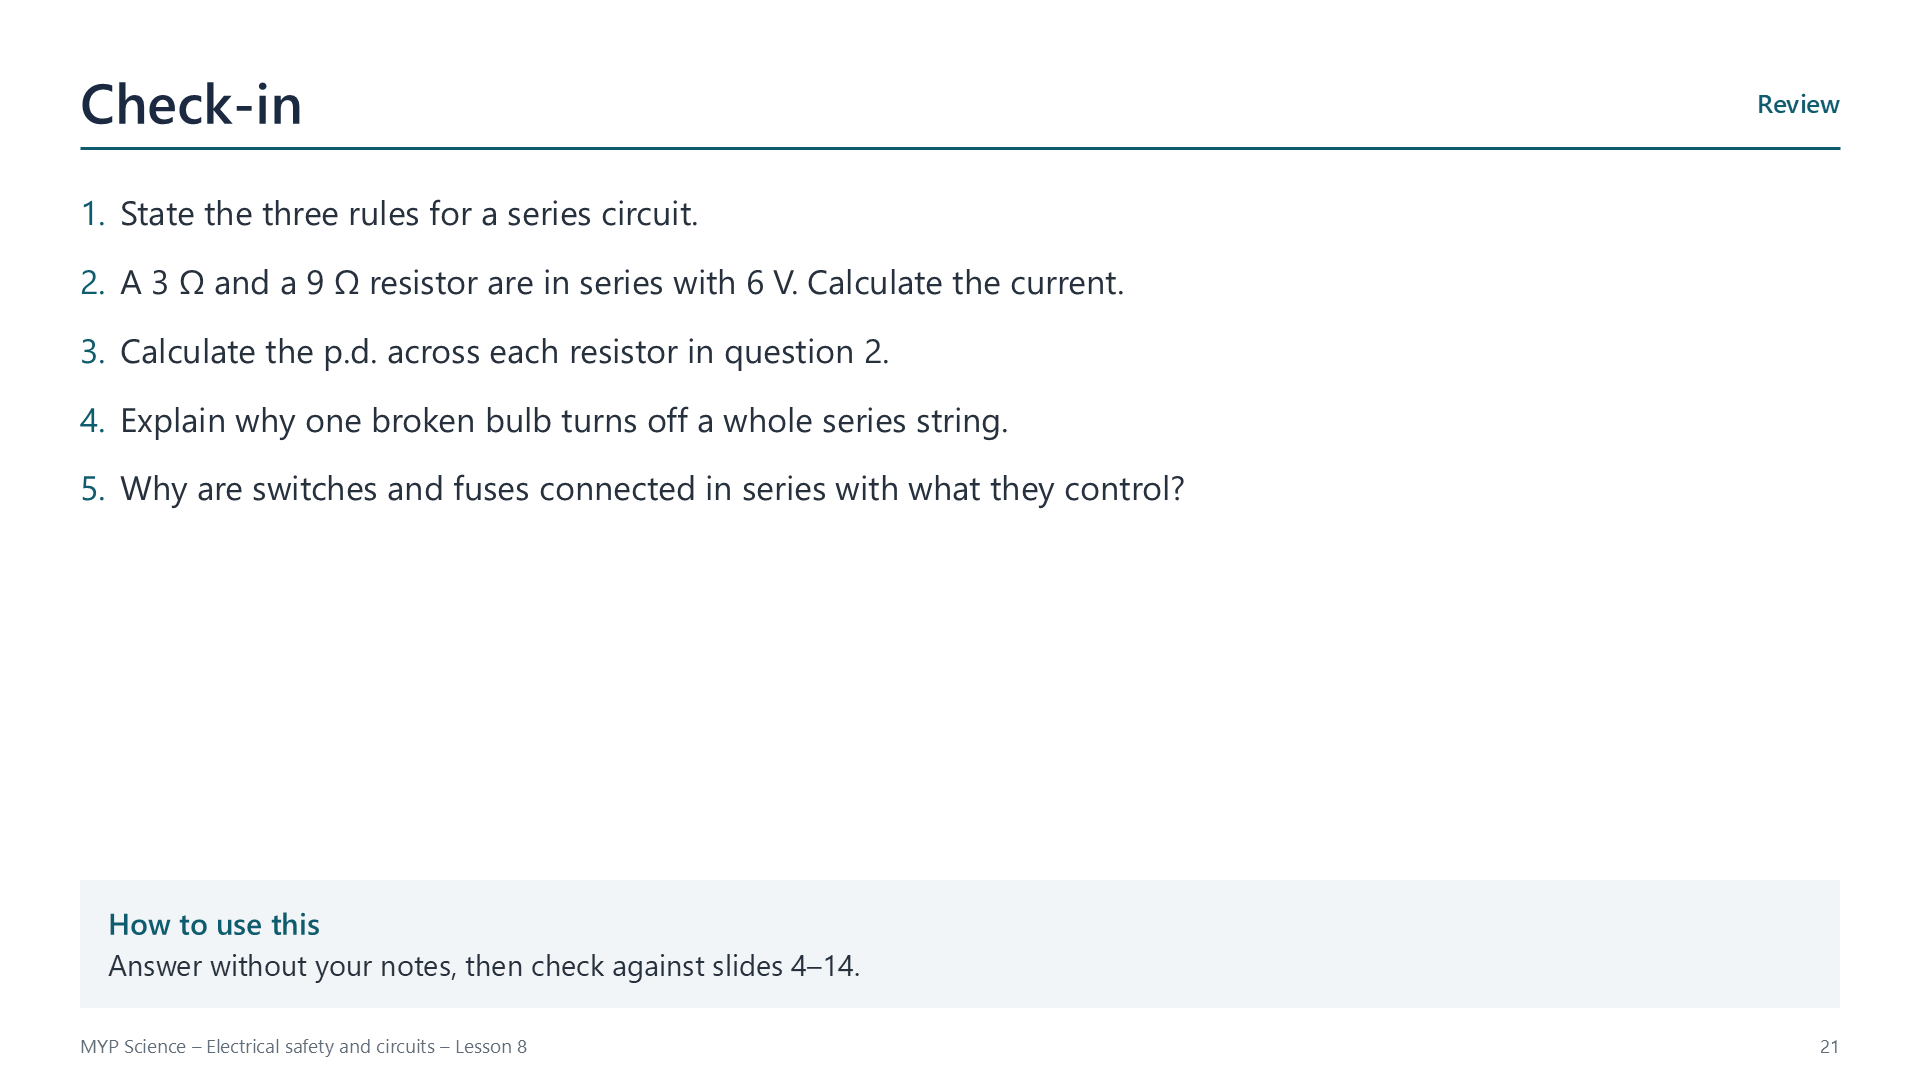 Check-in
Review
1. State the three rules for a series circuit.
2. A 3 Ω and a 9 Ω resistor are in series with 6 V. Calculate the current.
3. Calculate the p.d. across each resistor in question 2.
4. Explain why one broken bulb turns off a whole series string.
5. Why are switches and fuses connected in series with what they control?
How to use this
Answer without your notes, then check against slides 4–14.
MYP Science – Electrical safety and circuits – Lesson 8
21